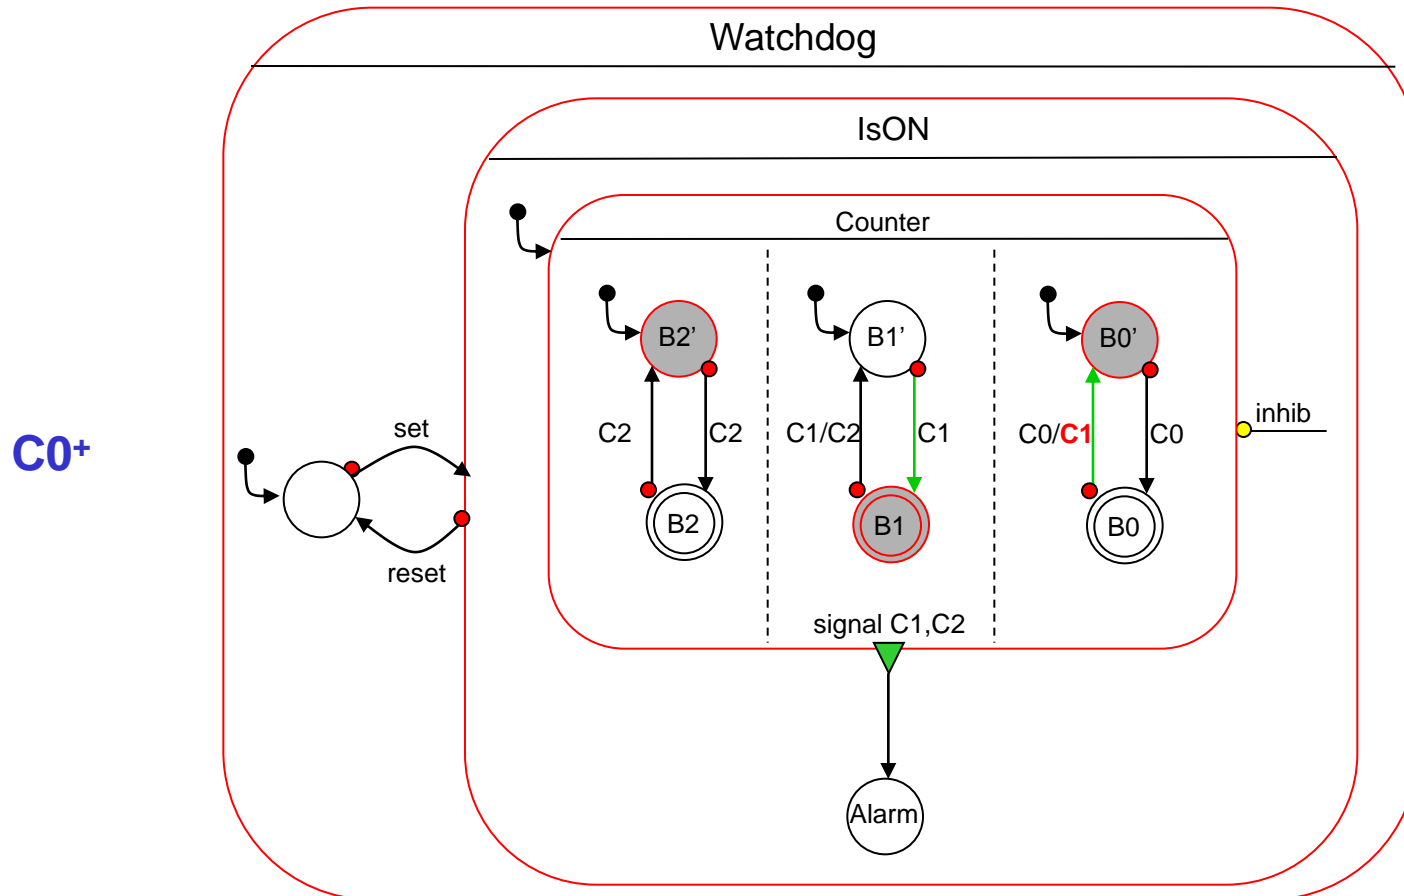 Watchdog
IsON
Counter
B2’
B1’
B0’
C0+
set
C2
C2
C1/C2
C1
C0/C1
C0
inhib
B2
B1
B0
reset
signal C1,C2
Alarm